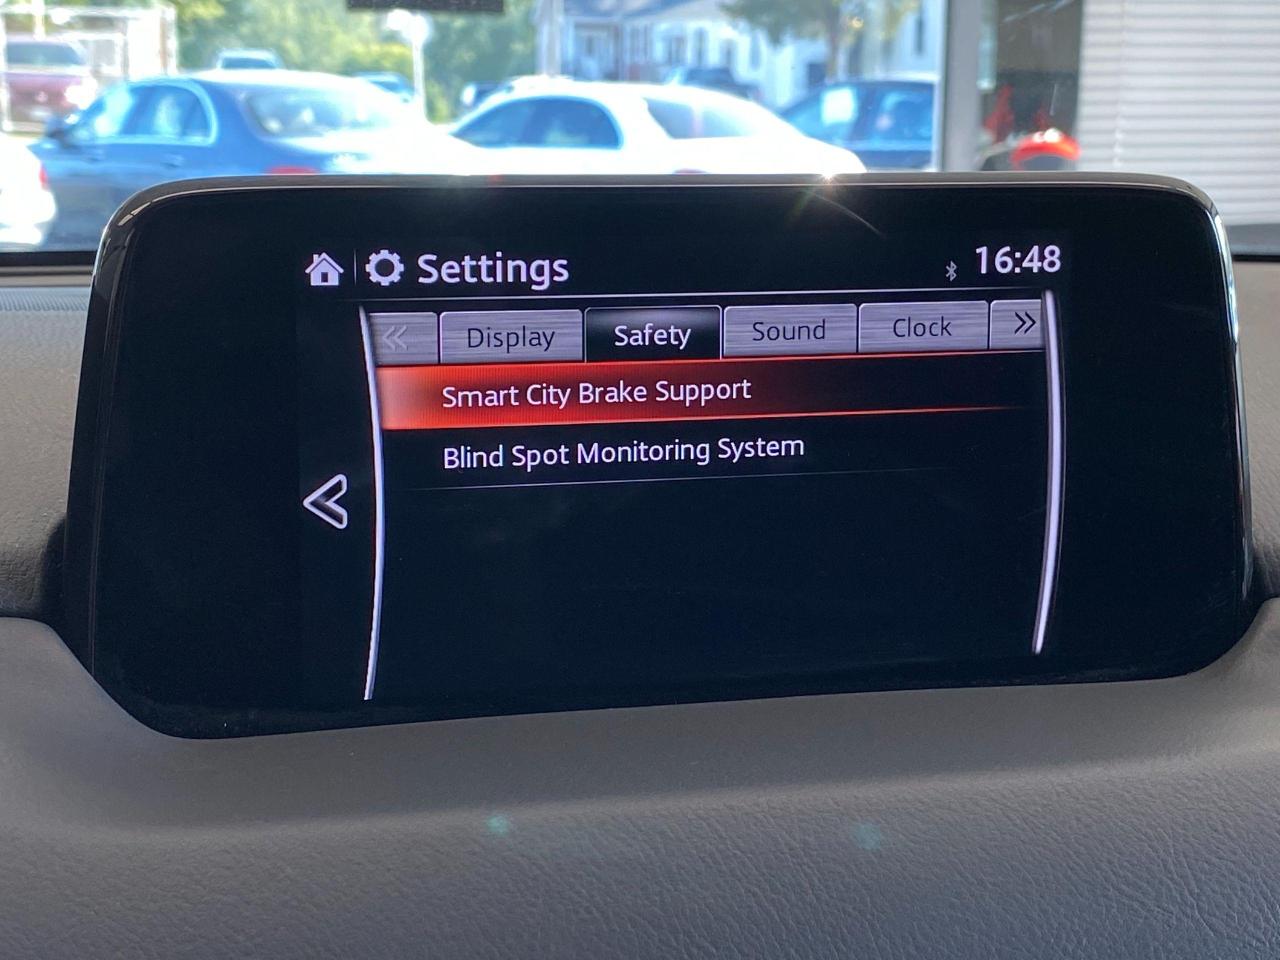 Settings
16:48
Display
Safety
Sound
Clock
Smart City Brake Support
Blind Spot Monitoring System